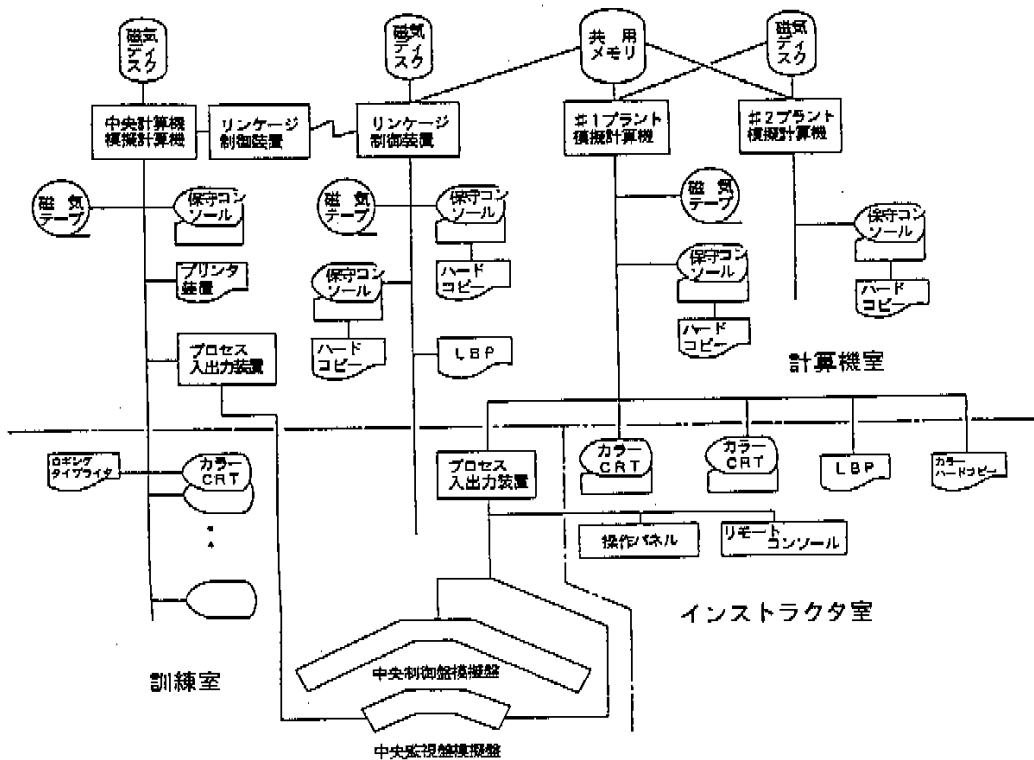 磁気
ディ
スク
磁気
ディ
スク
共用
メモリ
磁気
ディ
スク
中央計算機
模擬計算機
リンケージ
制御装置
リンケージ
制御装置
♯1プラント
模擬計算機
♯2プラント
模擬計算機
磁気
テープ
保守コン
ソール
磁気
テープ
保守コン
ソール
磁気
テープ
保守コン
ソール
プリンタ
装置
保守コン
ソール
ハード
コピー
保守コン
ソール
ハード
コピー
プロセス
入出力装置
ハード
コピー
LBP
ハード
コピー
計算機室
ロギング
タイプライタ
カラー
CRT
プロセス
入出力装置
カラー
CRT
カラー
CRT
LBP
カラー
ハードコピー
操作パネル
リモート
コンソール
インストラクタ室
訓練室
中央制御盤模擬盤
中央監視盤模擬盤